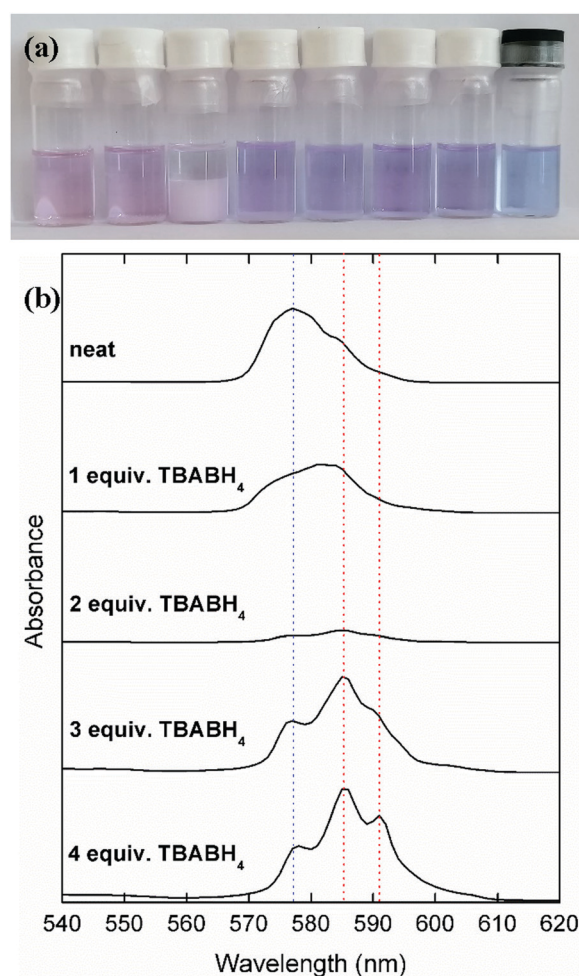 (a)
(b)
neat
1 equiv. TBABH₄
2 equiv. TBABH₄
3 equiv. TBABH₄
4 equiv. TBABH₄
Absorbance
540 550 560 570 580 590 600 610 620
Wavelength (nm)